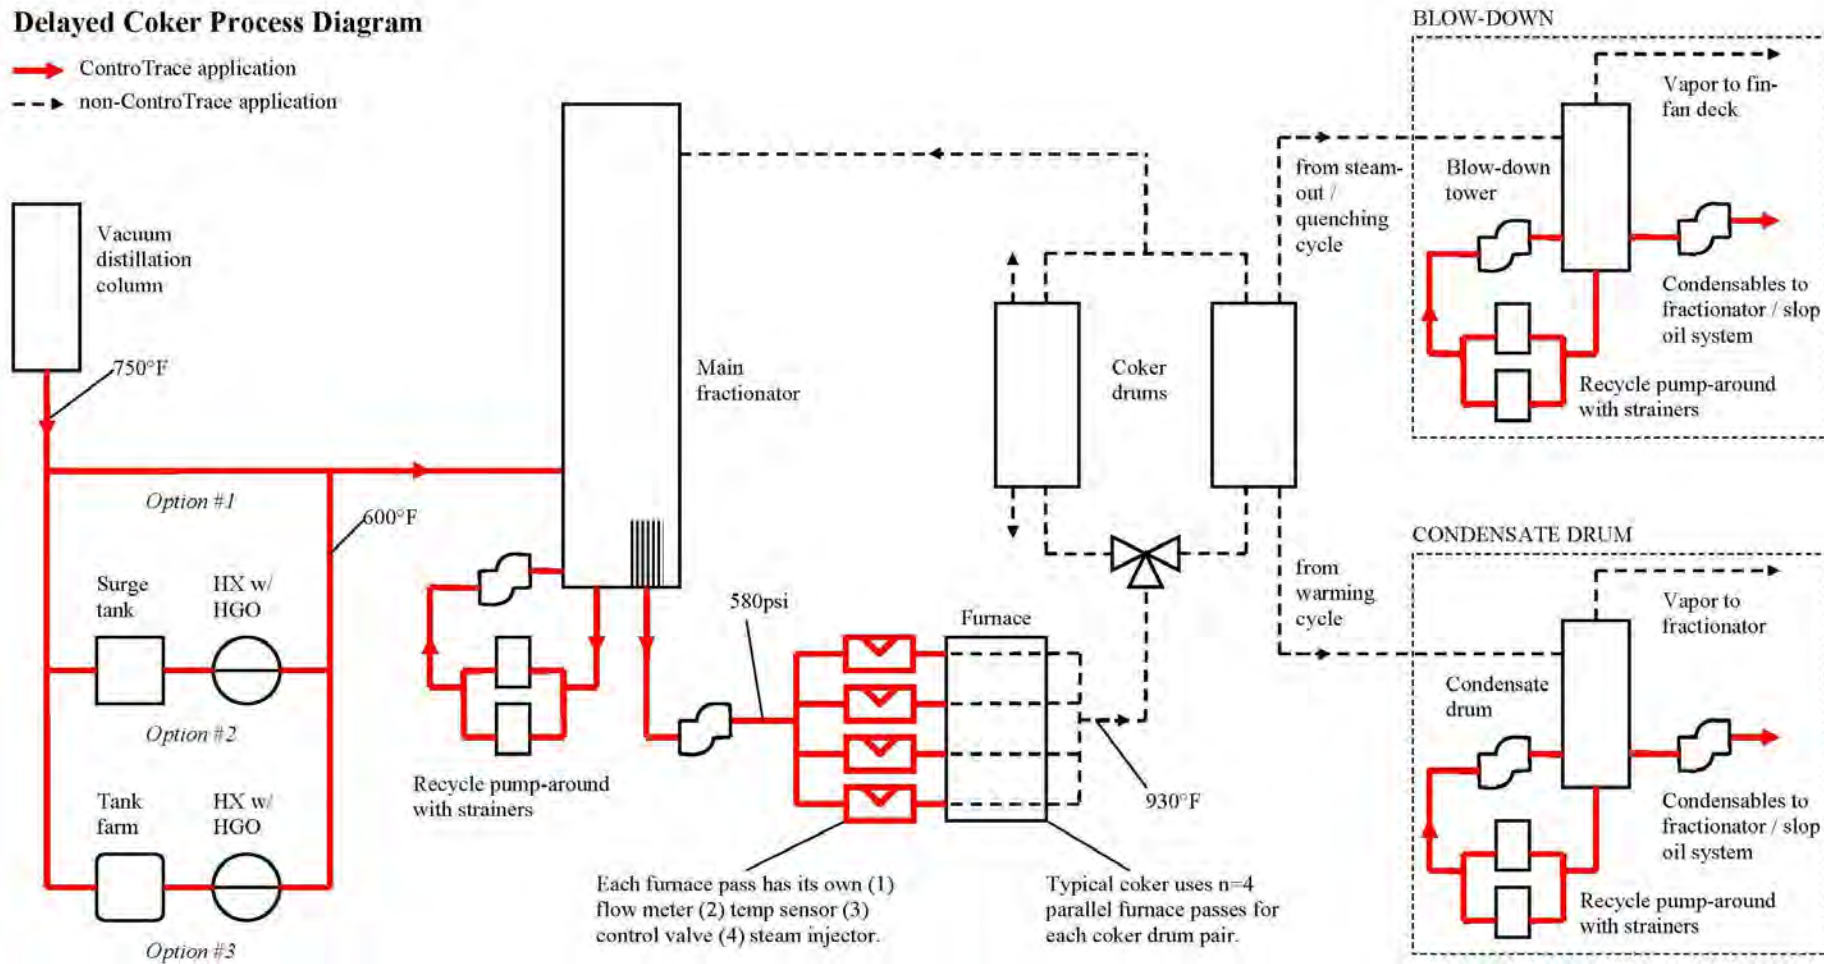 Delayed Coker Process Diagram
ControTrace application
non-ControTrace application
Vacuum
distillation
column
750°F
Option #1
600°F
Surge
tank
HX w/
HGO
Option #2
Tank
farm
HX w/
HGO
Option #3
Main
fractionator
Recycle pump-around
with strainers
580psi
Furnace
930°F
Each furnace pass has its own (1)
flow meter (2) temp sensor (3)
control valve (4) steam injector.
Typical coker uses n=4
parallel furnace passes for
each coker drum pair.
Coker
drums
from steam-
out /
quenching
cycle
from
warming
cycle
BLOW-DOWN
Vapor to fin-
fan deck
Blow-down
tower
Condensables to
fractionator / slop
oil system
Recycle pump-around
with strainers
CONDENSATE DRUM
Vapor to
fractionator
Condensate
drum
Condensables to
fractionator / slop
oil system
Recycle pump-around
with strainers